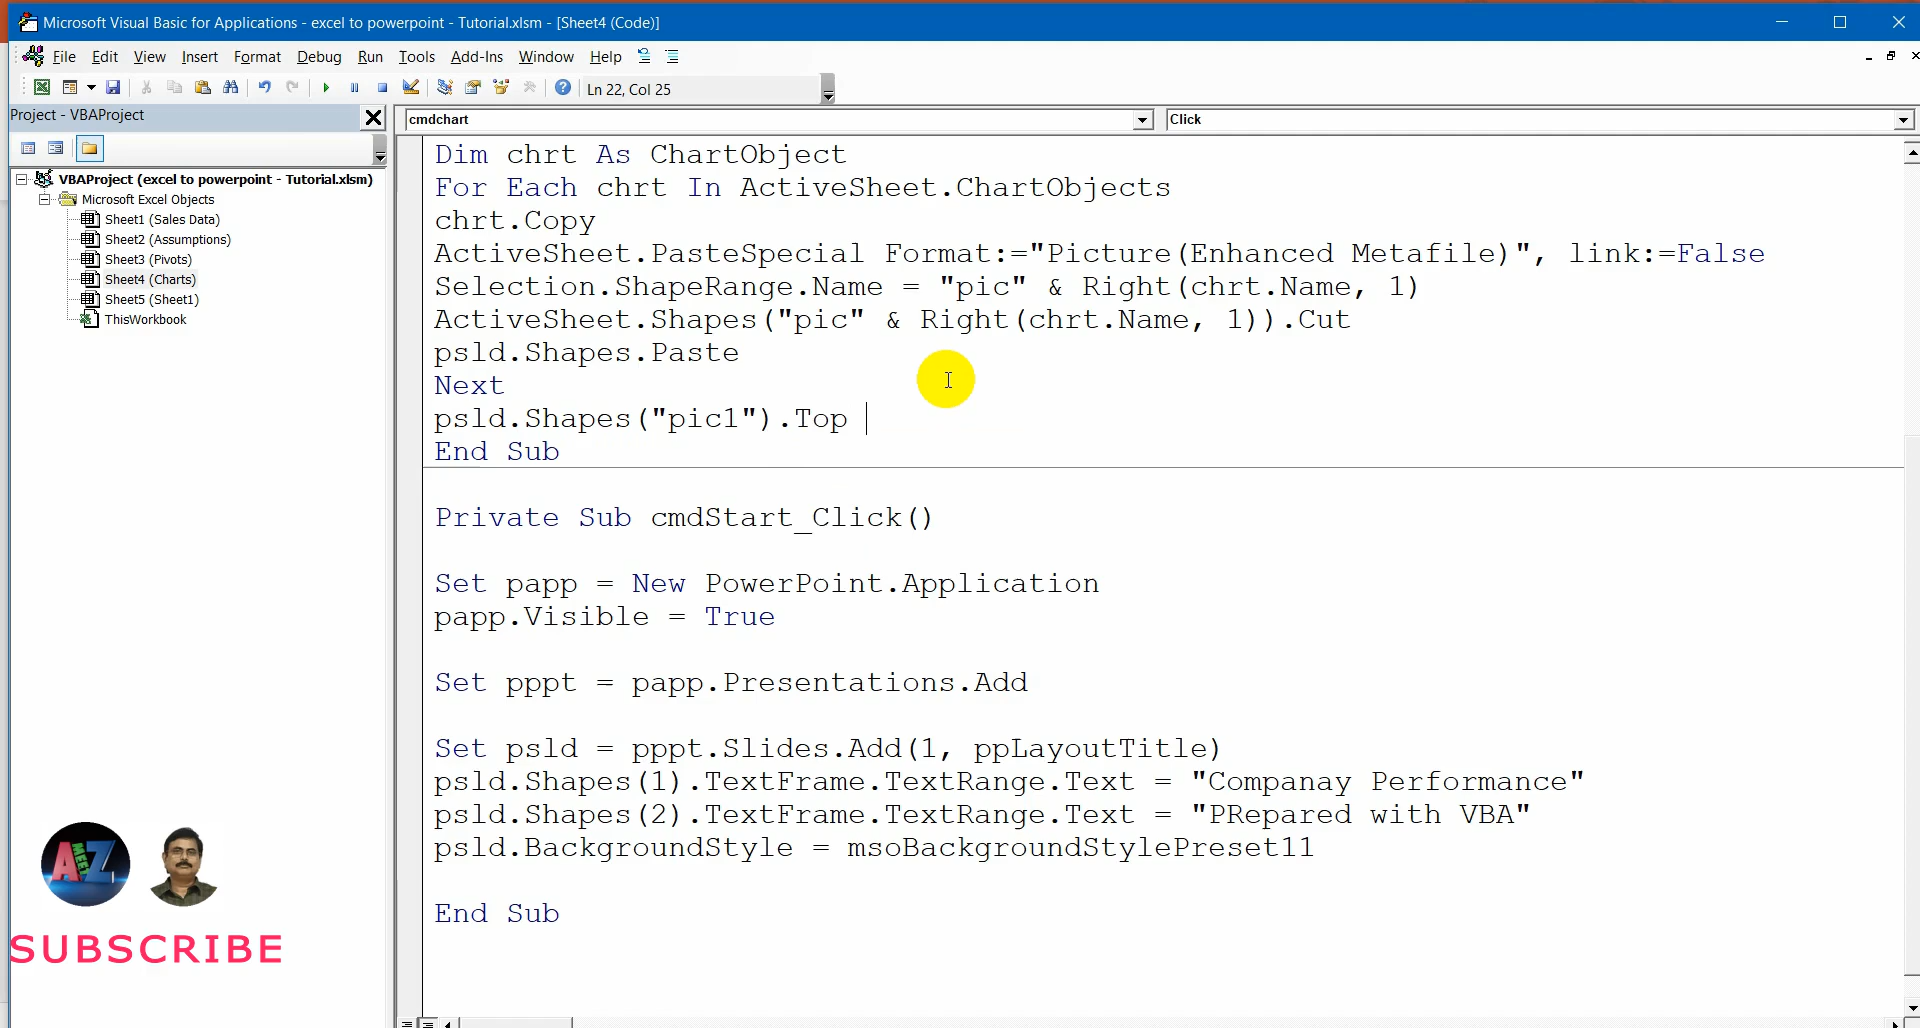 Microsoft Visual Basic for Applications - excel to powerpoint - Tutorial.xlsm - [Sheet4 (Code)]
File Edit View Insert Format Debug Run Tools Add-Ins Window Help
Ln 22, Col 25
Project - VBAProject
cmdchart Click
VBAProject (excel to powerpoint - Tutorial.xlsm)
Microsoft Excel Objects
Sheet1 (Sales Data)
Sheet2 (Assumptions)
Sheet3 (Pivots)
Sheet4 (Charts)
Sheet5 (Sheet1)
ThisWorkbook
Dim chrt As ChartObject
For Each chrt In ActiveSheet.ChartObjects
chrt.Copy
ActiveSheet.PasteSpecial Format:="Picture(Enhanced Metafile)", link:=False
Selection.ShapeRange.Name = "pic" & Right(chrt.Name, 1)
ActiveSheet.Shapes("pic" & Right(chrt.Name, 1)).Cut
psld.Shapes.Paste
Next
psld.Shapes("pic1").Top
End Sub
Private Sub cmdStart_Click()
Set papp = New PowerPoint.Application
papp.Visible = True
Set pppt = papp.Presentations.Add
Set psld = pppt.Slides.Add(1, ppLayoutTitle)
psld.Shapes(1).TextFrame.TextRange.Text = "Companay Performance"
psld.Shapes(2).TextFrame.TextRange.Text = "PRepared with VBA"
psld.BackgroundStyle = msoBackgroundStylePreset11
End Sub
A MEET Z
SUBSCRIBE